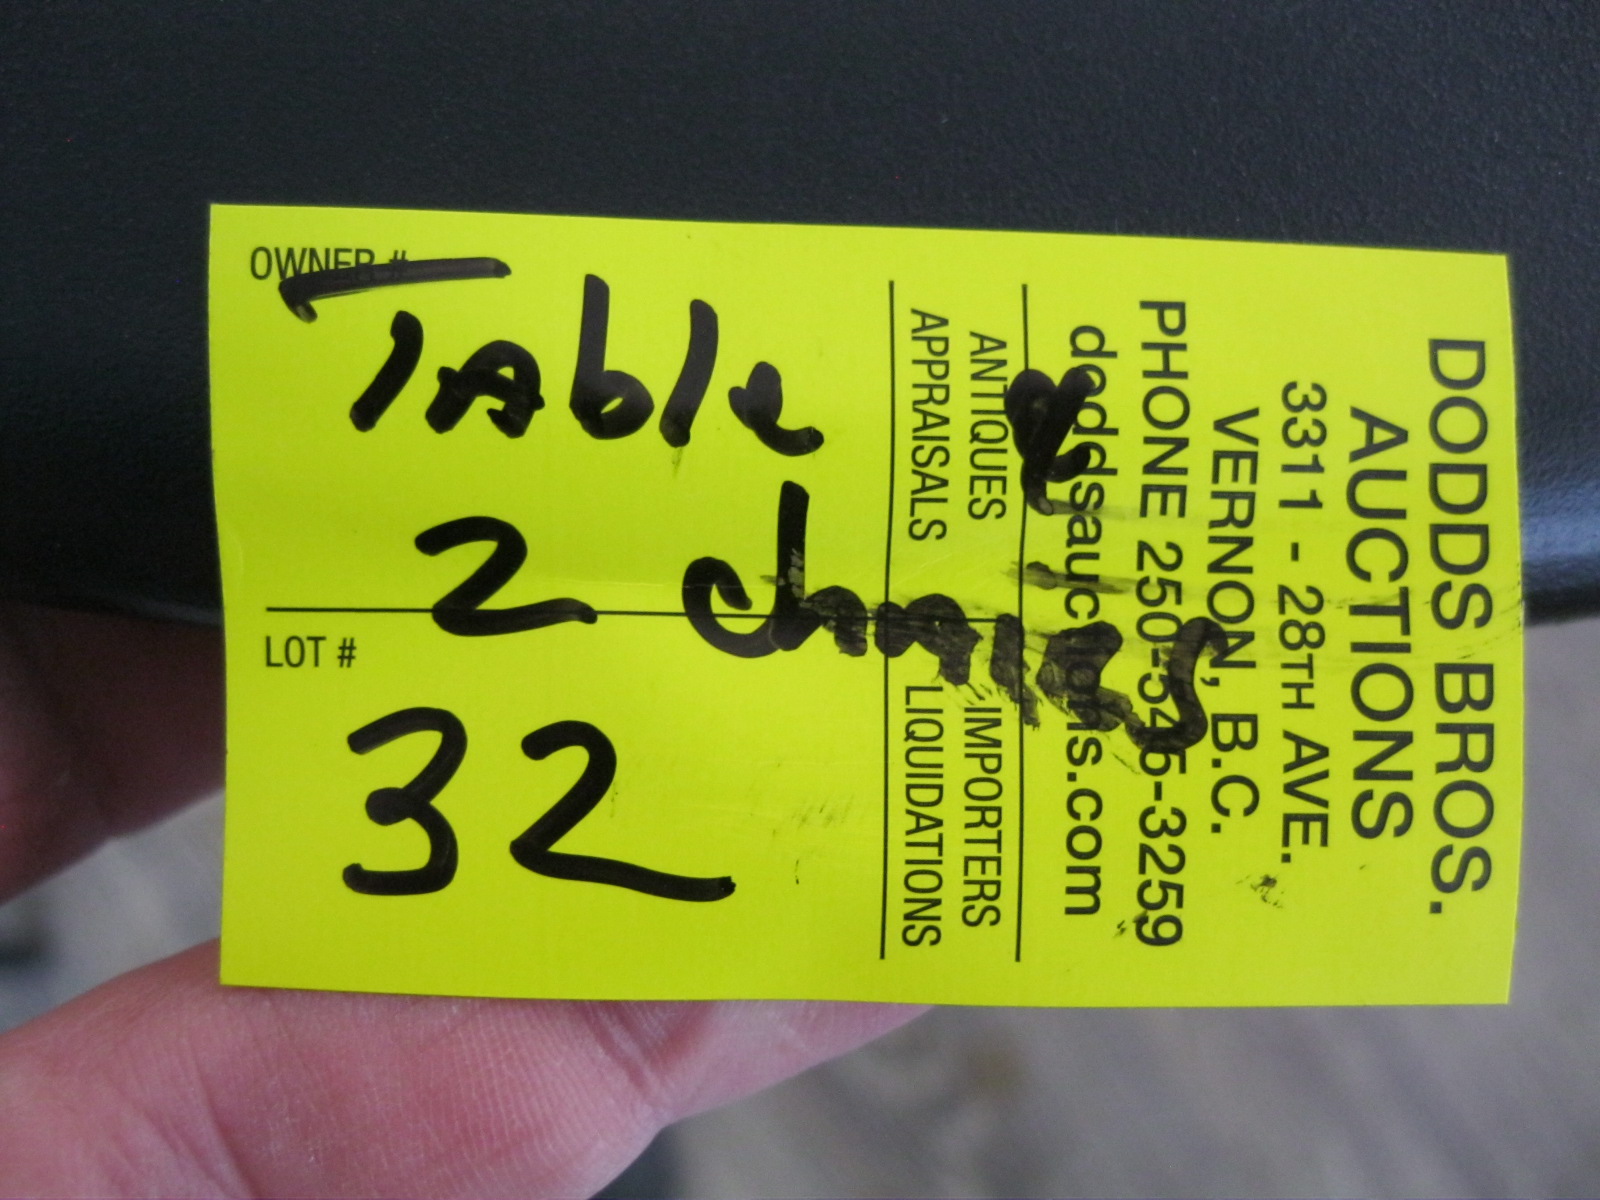 OWNER #
Table &
2 chairs
LOT #
32
DODDS BROS.
AUCTIONS
3311 - 28TH AVE.
VERNON, B.C.
PHONE 250-545-3259
doddsauctions.com
ANTIQUES IMPORTERS
APPRAISALS LIQUIDATIONS